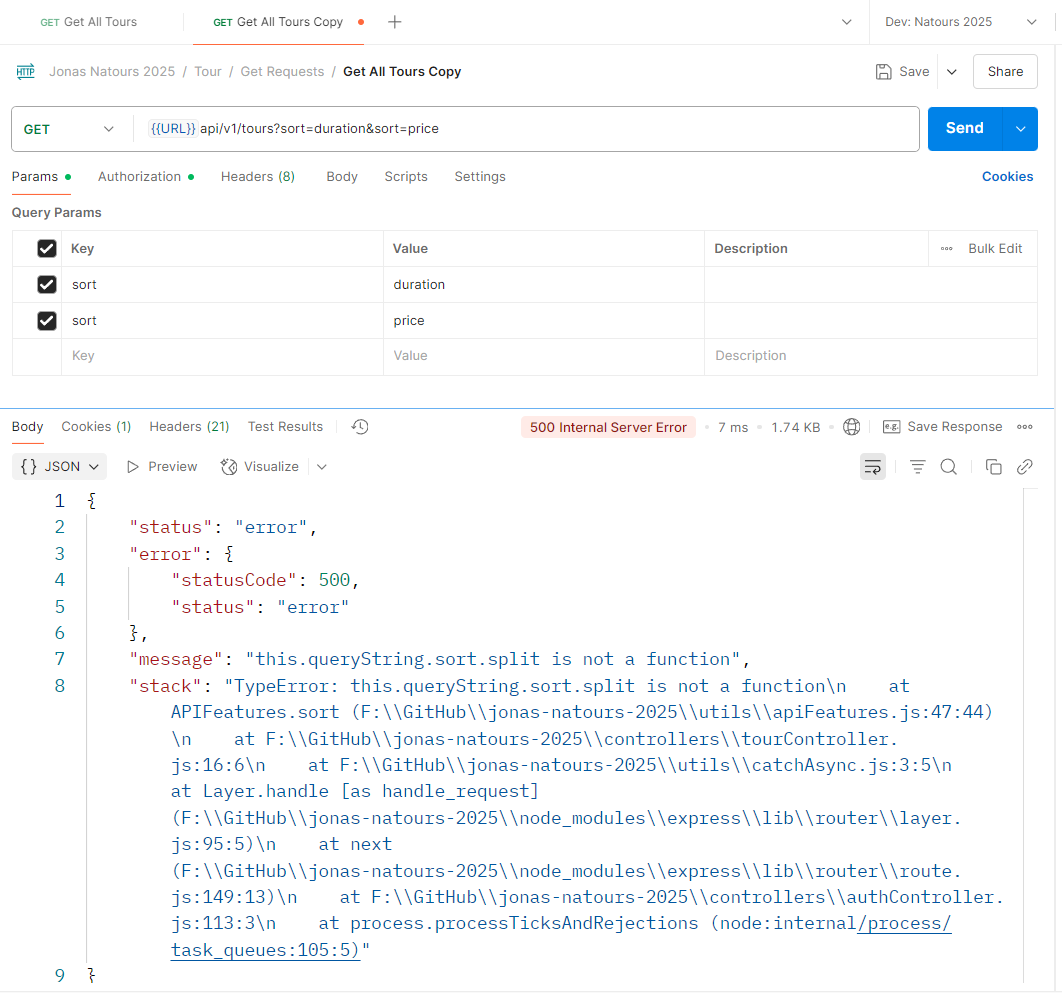 GET Get All Tours
GET Get All Tours Copy
Dev: Natours 2025
HTTP Jonas Natours 2025 / Tour / Get Requests / Get All Tours Copy
Save
Share
GET
{{URL}} api/v1/tours?sort=duration&sort=price
Send
Params
Authorization
Headers (8)
Body
Scripts
Settings
Cookies
Query Params
Key Value Description Bulk Edit
sort duration
sort price
Key Value Description
Body Cookies (1) Headers (21) Test Results
500 Internal Server Error 7 ms 1.74 KB e.g. Save Response
{} JSON Preview Visualize
1 {
2 "status": "error",
3 "error": {
4 "statusCode": 500,
5 "status": "error"
6 },
7 "message": "this.queryString.sort.split is not a function",
8 "stack": "TypeError: this.queryString.sort.split is not a function\n    at
APIFeatures.sort (F:\\GitHub\\jonas-natours-2025\\utils\\apiFeatures.js:47:44)
\n    at F:\\GitHub\\jonas-natours-2025\\controllers\\tourController.
js:16:6\n    at F:\\GitHub\\jonas-natours-2025\\utils\\catchAsync.js:3:5\n
at Layer.handle [as handle_request]
(F:\\GitHub\\jonas-natours-2025\\node_modules\\express\\lib\\router\\layer.
js:95:5)\n    at next
(F:\\GitHub\\jonas-natours-2025\\node_modules\\express\\lib\\router\\route.
js:149:13)\n    at F:\\GitHub\\jonas-natours-2025\\controllers\\authController.
js:113:3\n    at process.processTicksAndRejections (node:internal/process/
task_queues:105:5)"
9 }